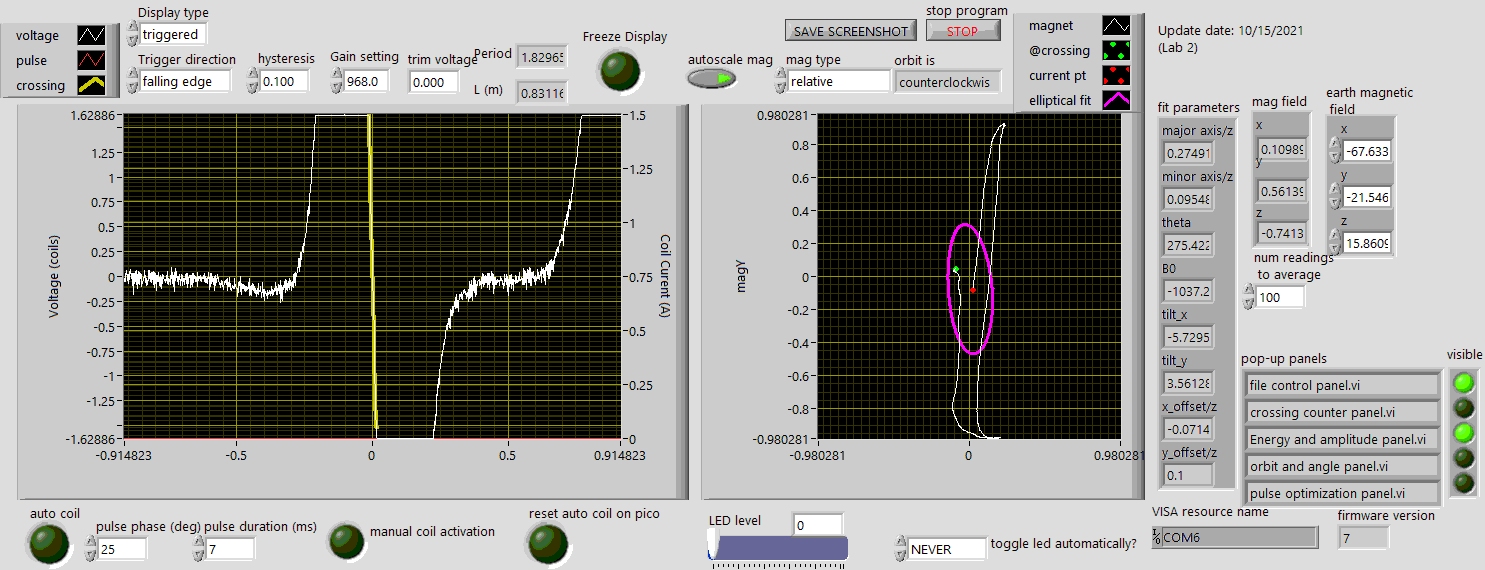 Display type
triggered
voltage
pulse
crossing
Trigger direction
falling edge
hysteresis
0.100
Gain setting
968.0
trim voltage
0.000
Period
1.8296
L (m)
0.8311
Freeze Display
SAVE SCREENSHOT
stop program
STOP
autoscale mag
mag type
relative
orbit is
counterclockwis
magnet
@crossing
current pt
elliptical fit
Update date: 10/15/2021
(Lab 2)
Voltage (coils)
1.62886
1.25
1
0.75
0.5
0.25
0
-0.25
-0.5
-0.75
-1
-1.25
-1.62886
-0.914823
-0.5
0
0.5
0.914823
1.5
1.25
1
0.75
0.5
0.25
0
Coil Current (A)
magY
0.980281
0.8
0.6
0.4
0.2
0
-0.2
-0.4
-0.6
-0.8
-0.980281
-0.980281
0
0.980281
fit parameters
major axis/z
0.27491
minor axis/z
0.09548
theta
275.422
B0
-1037.2
tilt_x
-5.7295
tilt_y
3.56128
x_offset/z
-0.0714
y_offset/z
0.1
mag field
x
0.1098
y
0.5613
z
-0.7413
earth magnetic
field
x
-67.633
y
-21.546
z
15.860
num readings
to average
100
pop-up panels
visible
file control panel.vi
crossing counter panel.vi
Energy and amplitude panel.vi
orbit and angle panel.vi
pulse optimization panel.vi
VISA resource name
COM6
firmware version
7
auto coil
pulse phase (deg)
25
pulse duration (ms)
7
manual coil activation
reset auto coil on pico
LED level
0
NEVER
toggle led automatically?